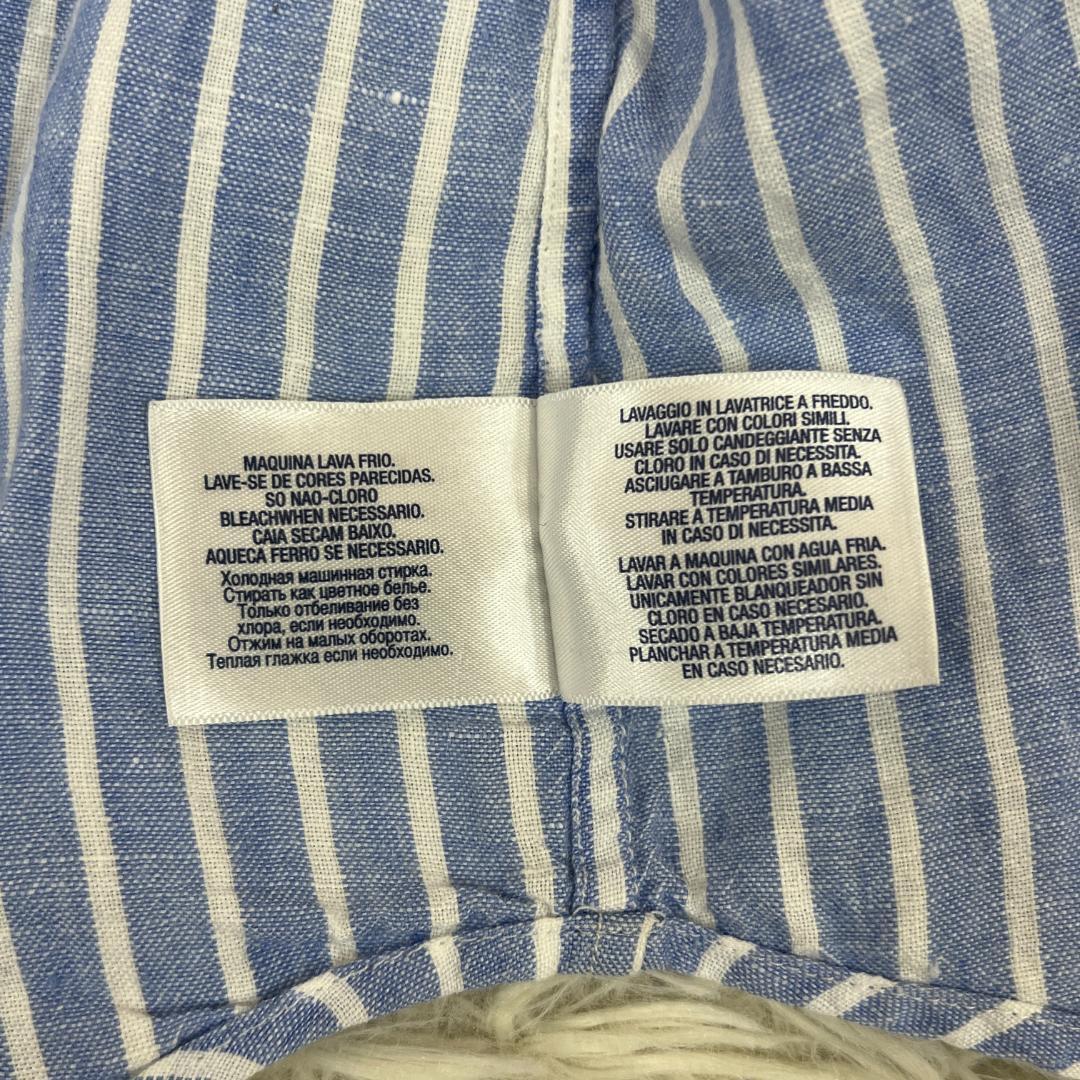 MAQUINA LAVA FRIO.
LAVE-SE DE CORES PARECIDAS.
SO NAO-CLORO
BLEACHWHEN NECESSARIO.
CAIA SECAM BAIXO.
AQUECA FERRO SE NECESSARIO.
Холодная машинная стирка.
Стирать как цветное белье.
Только отбеливание без
хлора, если необходимо.
Отжим на малых оборотах.
Теплая глажка если необходимо.
LAVAGGIO IN LAVATRICE A FREDDO.
LAVARE CON COLORI SIMILI.
USARE SOLO CANDEGGIANTE SENZA
CLORO IN CASO DI NECESSITA.
ASCIUGARE A TAMBURO A BASSA
TEMPERATURA.
STIRARE A TEMPERATURA MEDIA
IN CASO DI NECESSITA.
LAVAR A MAQUINA CON AGUA FRIA.
LAVAR CON COLORES SIMILARES.
UNICAMENTE BLANQUEADOR SIN
CLORO EN CASO NECESARIO.
SECADO A BAJA TEMPERATURA.
PLANCHAR A TEMPERATURA MEDIA
EN CASO NECESARIO.